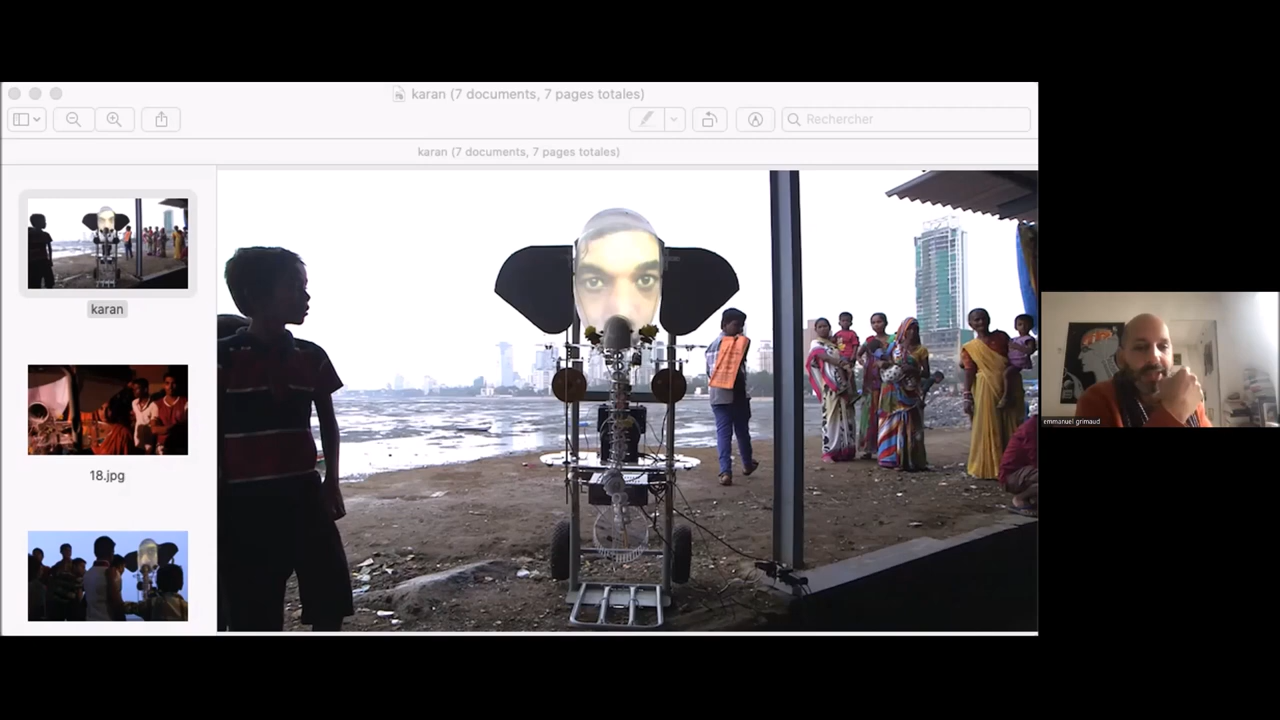 karan (7 documents, 7 pages totales)
Rechercher
karan (7 documents, 7 pages totales)
karan
18.jpg
emmanuel grimaud